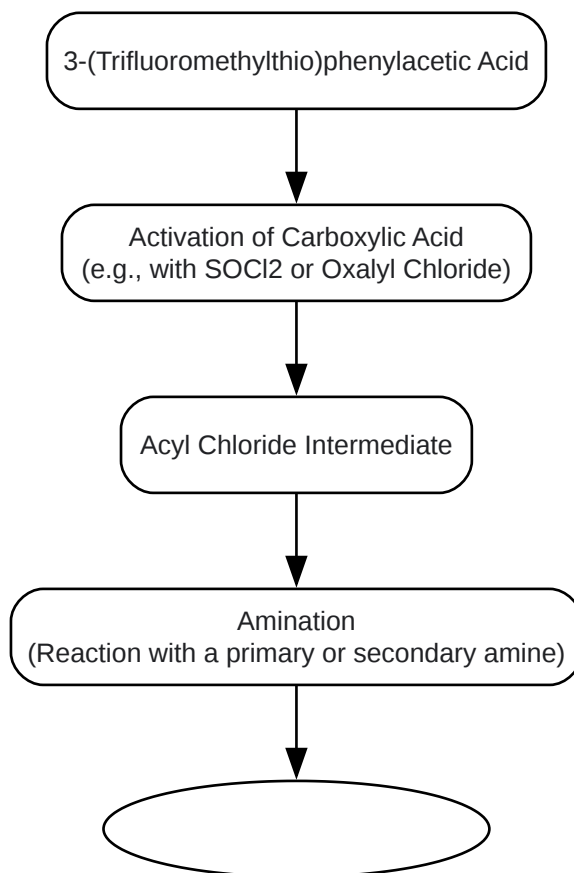 3-(Trifluoromethylthio)phenylacetic Acid
Activation of Carboxylic Acid
(e.g., with SOCl2 or Oxalyl Chloride)
Acyl Chloride Intermediate
Amination
(Reaction with a primary or secondary amine)